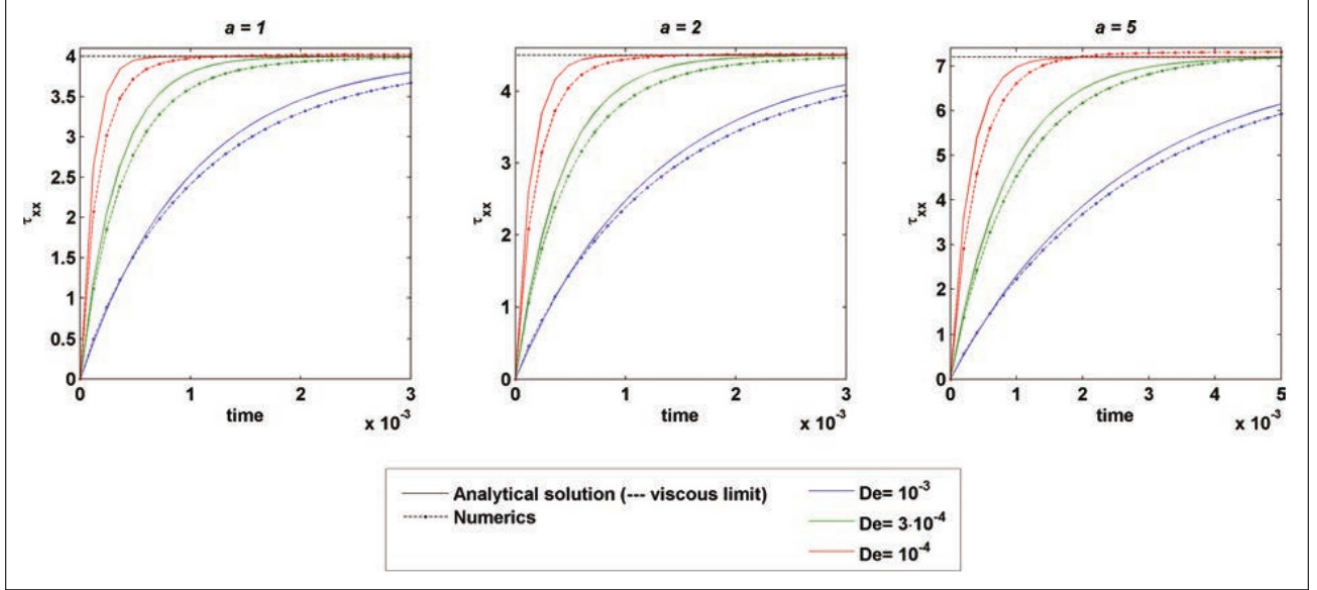 a = 1
4
3.5
3
2.5
2
1.5
1
0.5
0
τxx
0 1 2 3
time
x 10⁻³
a = 2
4
3
2
1
0
τxx
0 1 2 3
time
x 10⁻³
a = 5
7
6
5
4
3
2
1
0
τxx
0 1 2 3 4 5
time
x 10⁻³
Analytical solution (--- viscous limit)
Numerics
De= 10⁻³
De= 3·10⁻⁴
De= 10⁻⁴